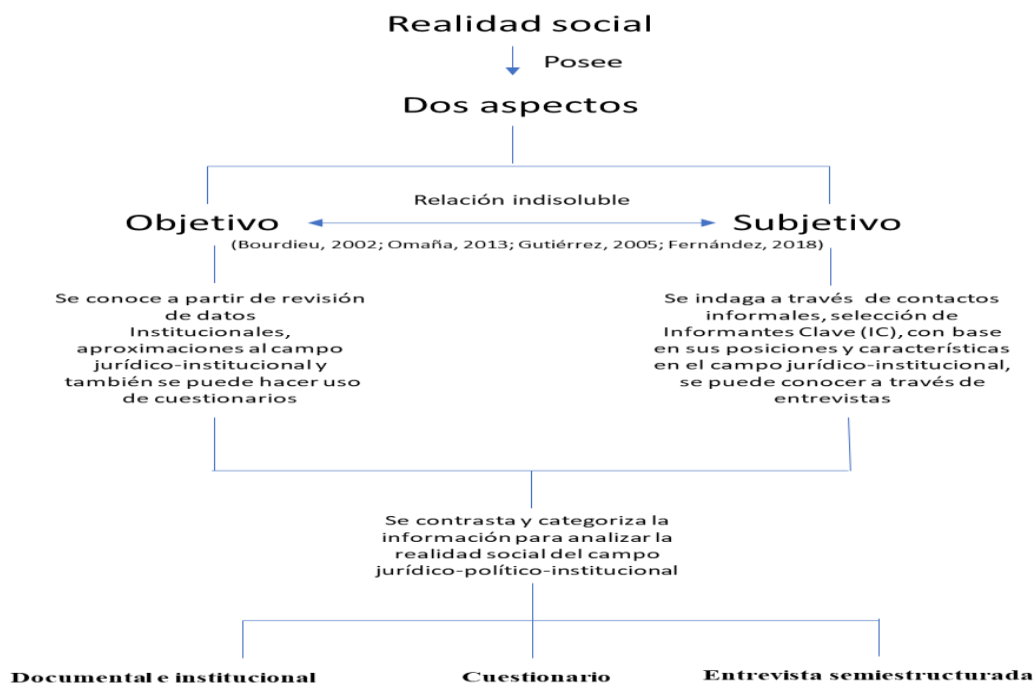 Realidad social
Posee
Dos aspectos
Relación indisoluble
Objetivo
Subjetivo
(Bourdieu, 2002; Omaña, 2013; Gutiérrez, 2005; Fernández, 2018)
Se conoce a partir de revisión
de datos
Institucionales,
aproximaciones al campo
jurídico-institucional y
también se puede hacer uso
de cuestionarios
Se indaga a través de contactos
informales, selección de
Informantes Clave (IC), con base
en sus posiciones y características
en el campo jurídico-institucional,
se puede conocer a través de
entrevistas
Se contrasta y categoriza la
información para analizar la
realidad social del campo
jurídico-político-institucional
Documental e institucional
Cuestionario
Entrevista semiestructurada